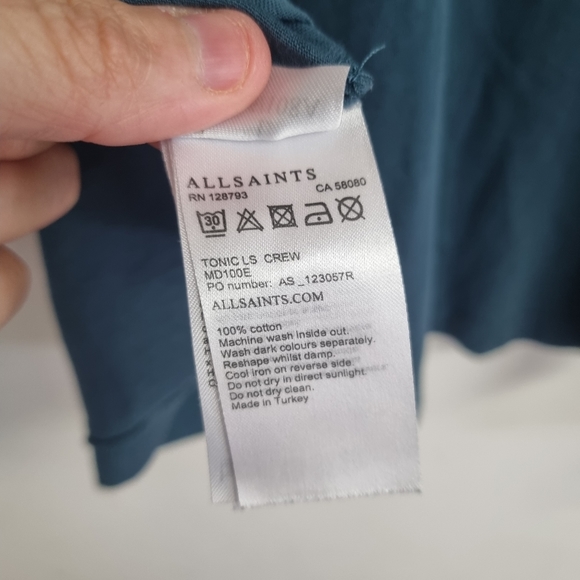 ALLSAINTS
RN 128793 CA 58080
30
TONIC LS CREW
MD100E
PO number: AS_123057R
ALLSAINTS.COM
100% cotton
Machine wash inside out.
Wash dark colours separately.
Reshape whilst damp.
Cool iron on reverse side.
Do not dry in direct sunlight.
Do not dry clean.
Made in Turkey